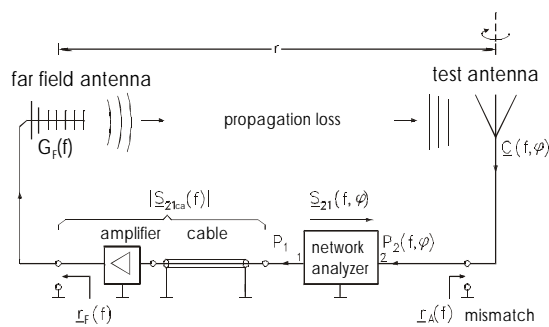 r
far field antenna
test antenna
propagation loss
G_F(f)
C(f,φ)
|S_21ca(f)|
S_21(f,φ)
amplifier cable
P_1
1 network analyzer 2
P_2(f,φ)
r_F(f)
r_A(f) mismatch